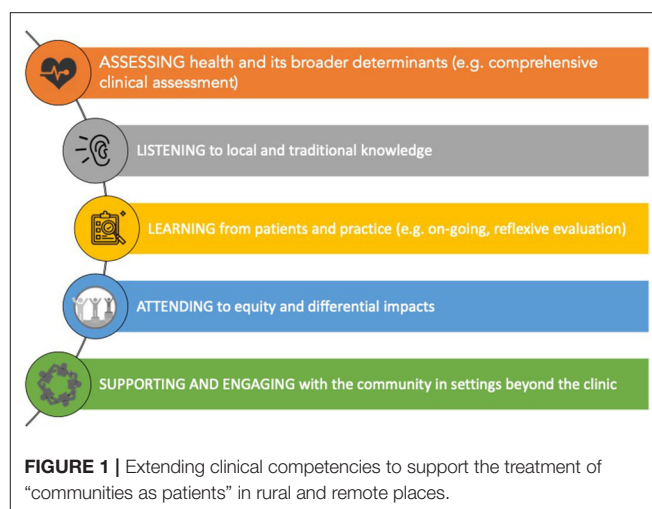 ASSESSING health and its broader determinants (e.g. comprehensive
clinical assessment)
LISTENING to local and traditional knowledge
LEARNING from patients and practice (e.g. on-going, reflexive evaluation)
ATTENDING to equity and differential impacts
SUPPORTING AND ENGAGING with the community in settings beyond the clinic
FIGURE 1 | Extending clinical competencies to support the treatment of
“communities as patients” in rural and remote places.